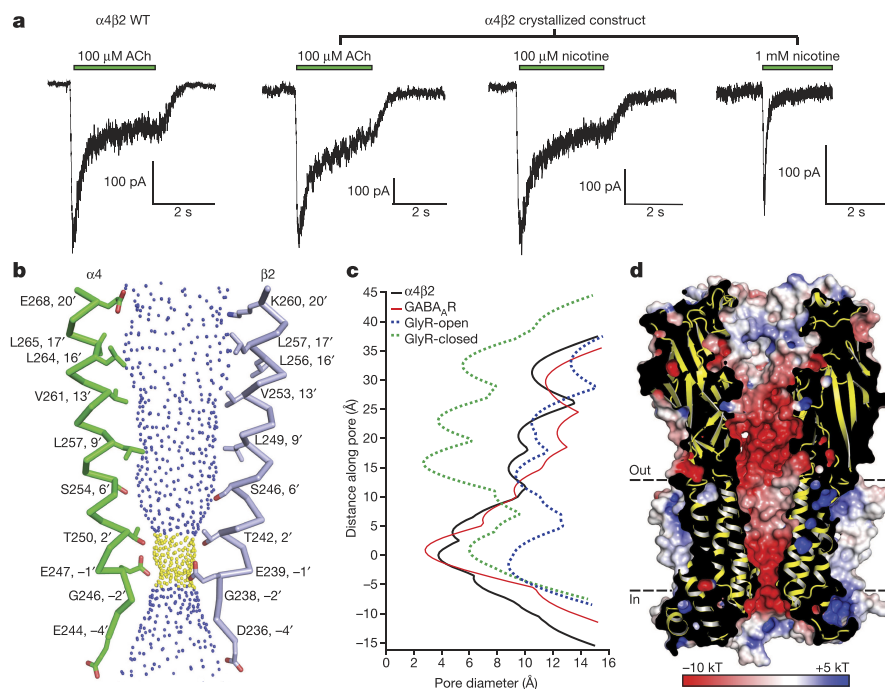 a
α4β2 WT
α4β2 crystallized construct
100 μM ACh
100 μM ACh
100 μM nicotine
1 mM nicotine
100 pA
2 s
100 pA
2 s
100 pA
2 s
100 pA
2 s
b
α4
β2
E268, 20′
L265, 17′
L264, 16′
V261, 13′
L257, 9′
S254, 6′
T250, 2′
E247, –1′
G246, –2′
E244, –4′
K260, 20′
L257, 17′
L256, 16′
V253, 13′
L249, 9′
S246, 6′
T242, 2′
E239, –1′
G238, –2′
D236, –4′
c
α4β2
GABA_AR
GlyR-open
GlyR-closed
Distance along pore (Å)
45
40
35
30
25
20
15
10
5
0
–5
–10
–15
0 2 4 6 8 10 12 14 16
Pore diameter (Å)
d
Out
In
–10 kT
+5 kT